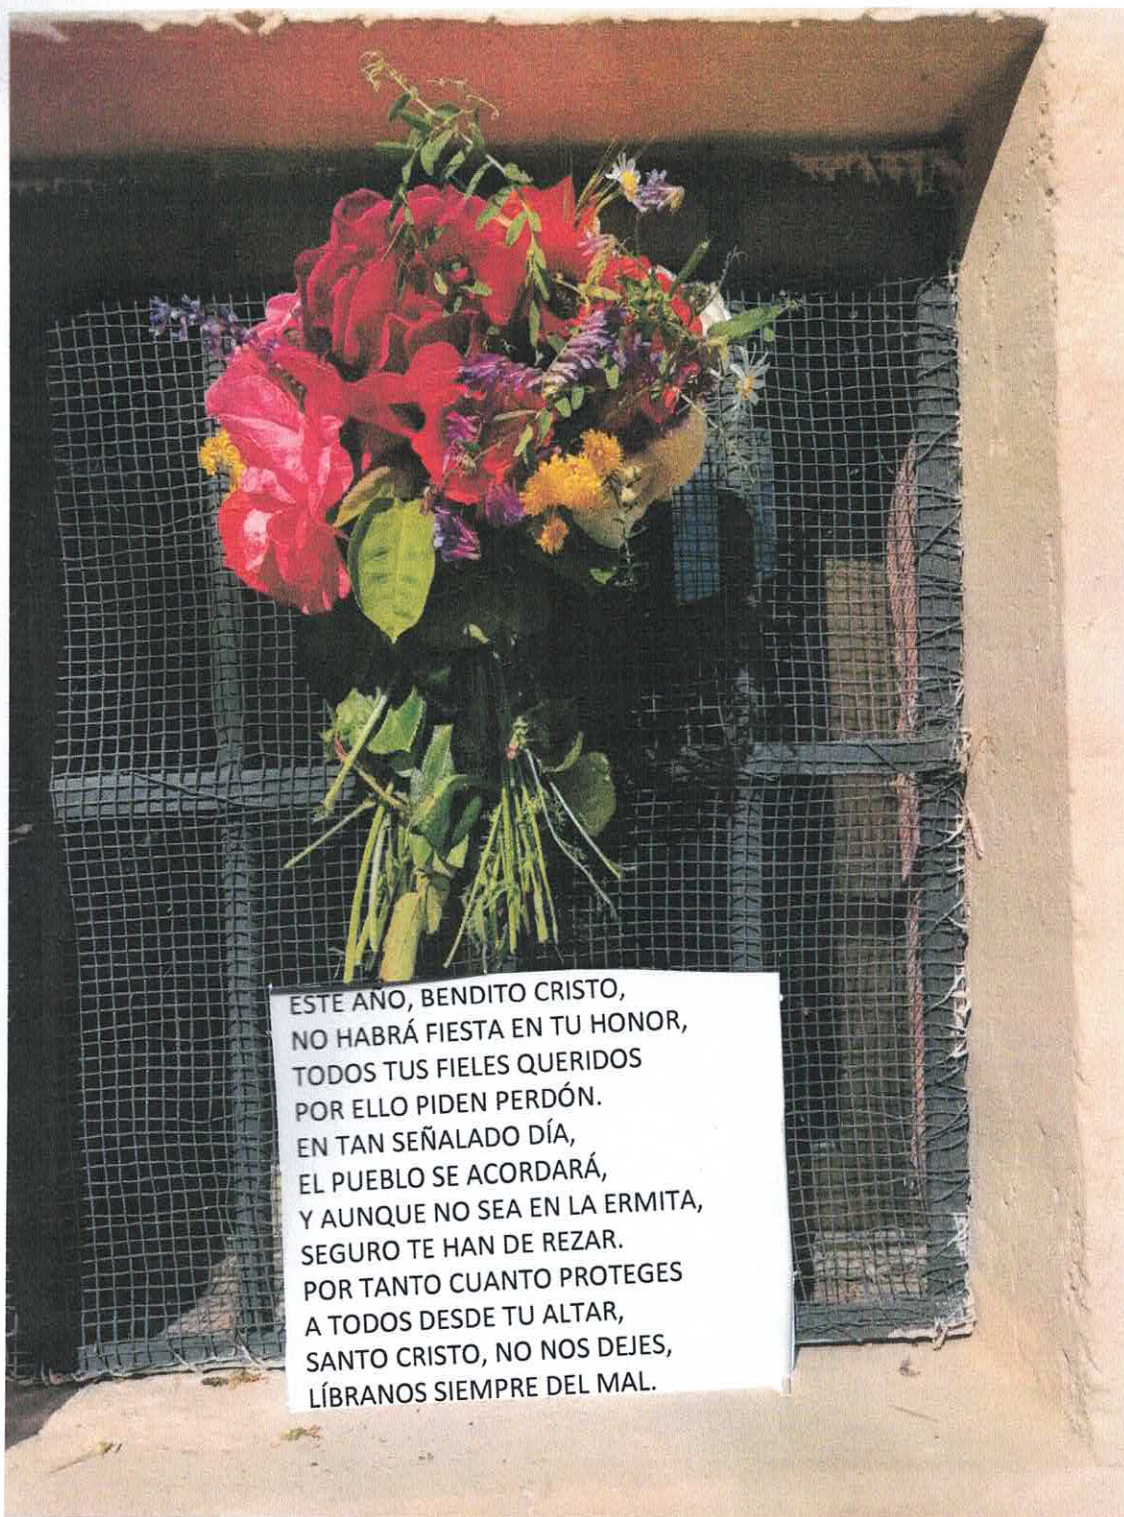 ESTE AÑO, BENDITO CRISTO,
NO HABRÁ FIESTA EN TU HONOR,
TODOS TUS FIELES QUERIDOS
POR ELLO PIDEN PERDÓN.
EN TAN SEÑALADO DÍA,
EL PUEBLO SE ACORDARÁ,
Y AUNQUE NO SEA EN LA ERMITA,
SEGURO TE HAN DE REZAR.
POR TANTO CUANTO PROTEGES
A TODOS DESDE TU ALTAR,
SANTO CRISTO, NO NOS DEJES,
LÍBRANOS SIEMPRE DEL MAL.